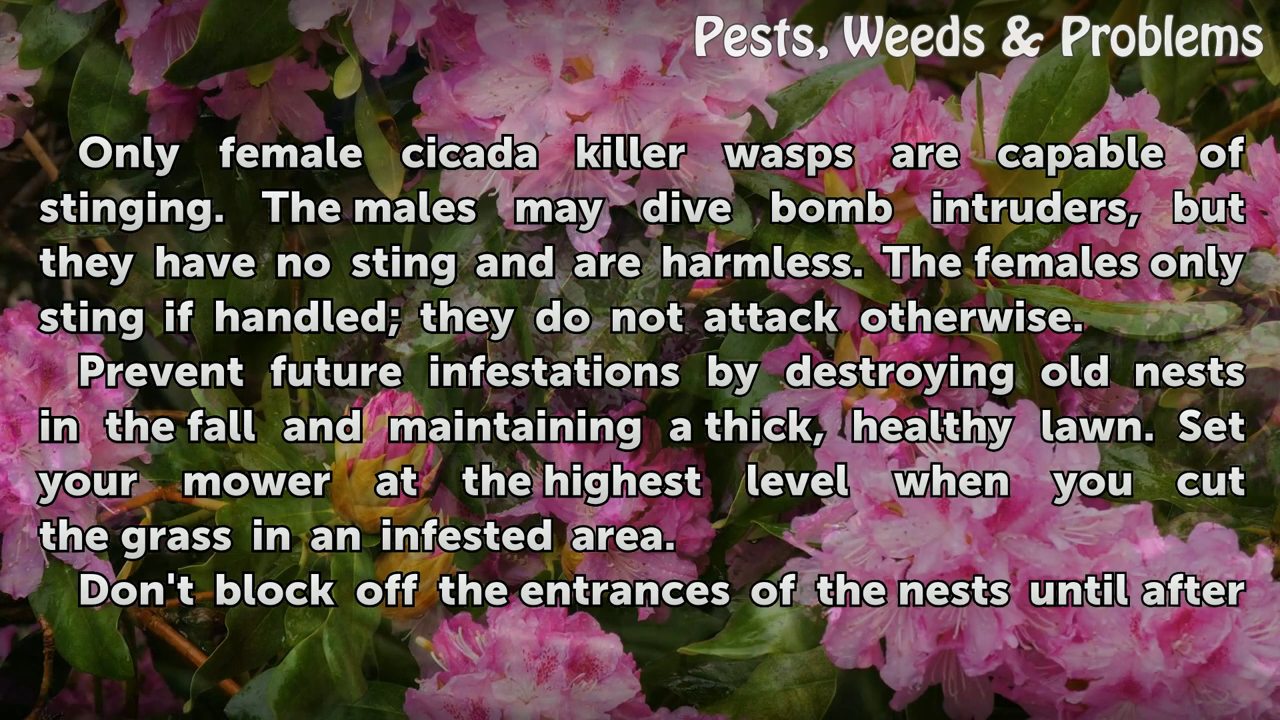 Pests, Weeds & Problems
Only female cicada killer wasps are capable of
stinging. The males may dive bomb intruders, but
they have no sting and are harmless. The females only
sting if handled; they do not attack otherwise.
Prevent future infestations by destroying old nests
in the fall and maintaining a thick, healthy lawn. Set
your mower at the highest level when you cut
the grass in an infested area.
Don't block off the entrances of the nests until after